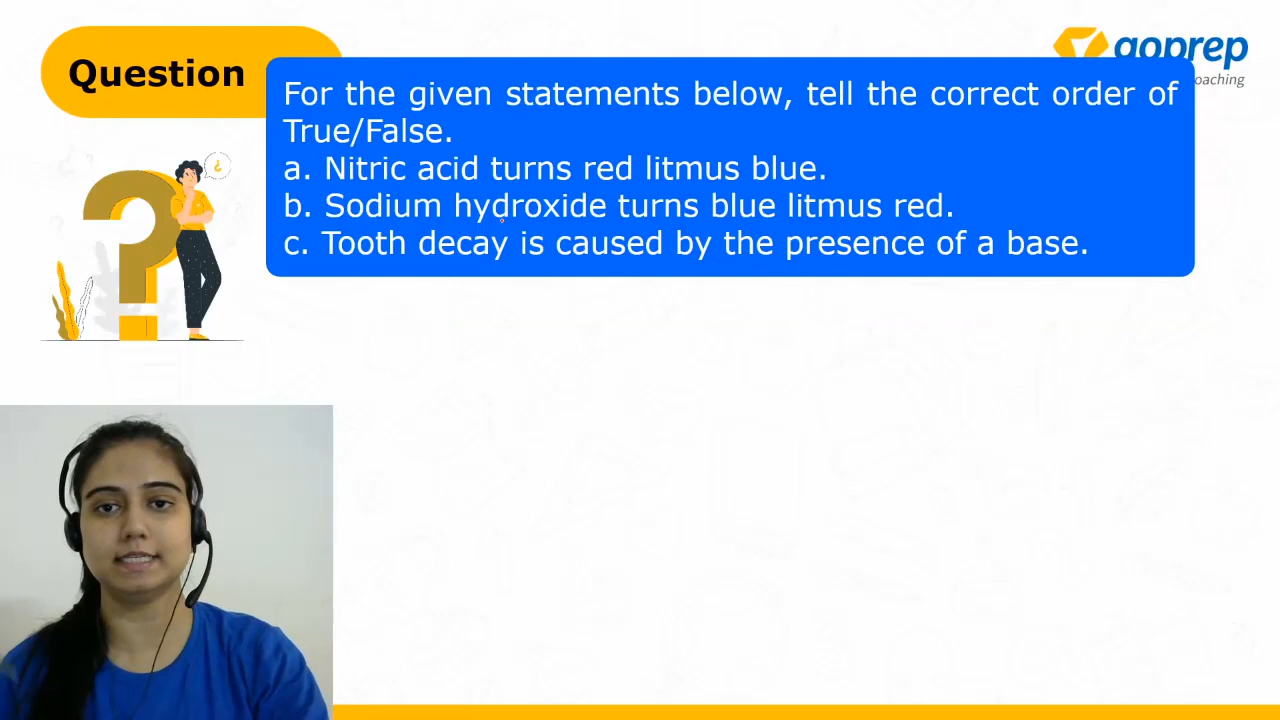 Question
goprep
oaching
For the given statements below, tell the correct order of
True/False.
a. Nitric acid turns red litmus blue.
b. Sodium hydroxide turns blue litmus red.
c. Tooth decay is caused by the presence of a base.
?